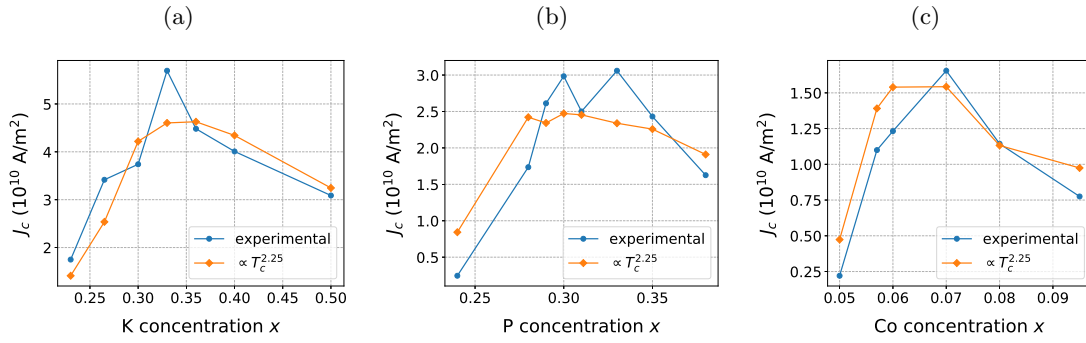 (a)
(b)
(c)
J_c (10^10 A/m^2)
5
4
3
2
experimental
∝ T_c^2.25
0.25 0.30 0.35 0.40 0.45 0.50
K concentration x
J_c (10^10 A/m^2)
3.0
2.5
2.0
1.5
1.0
0.5
experimental
∝ T_c^2.25
0.25 0.30 0.35
P concentration x
J_c (10^10 A/m^2)
1.50
1.25
1.00
0.75
0.50
0.25
experimental
∝ T_c^2.25
0.05 0.06 0.07 0.08 0.09
Co concentration x